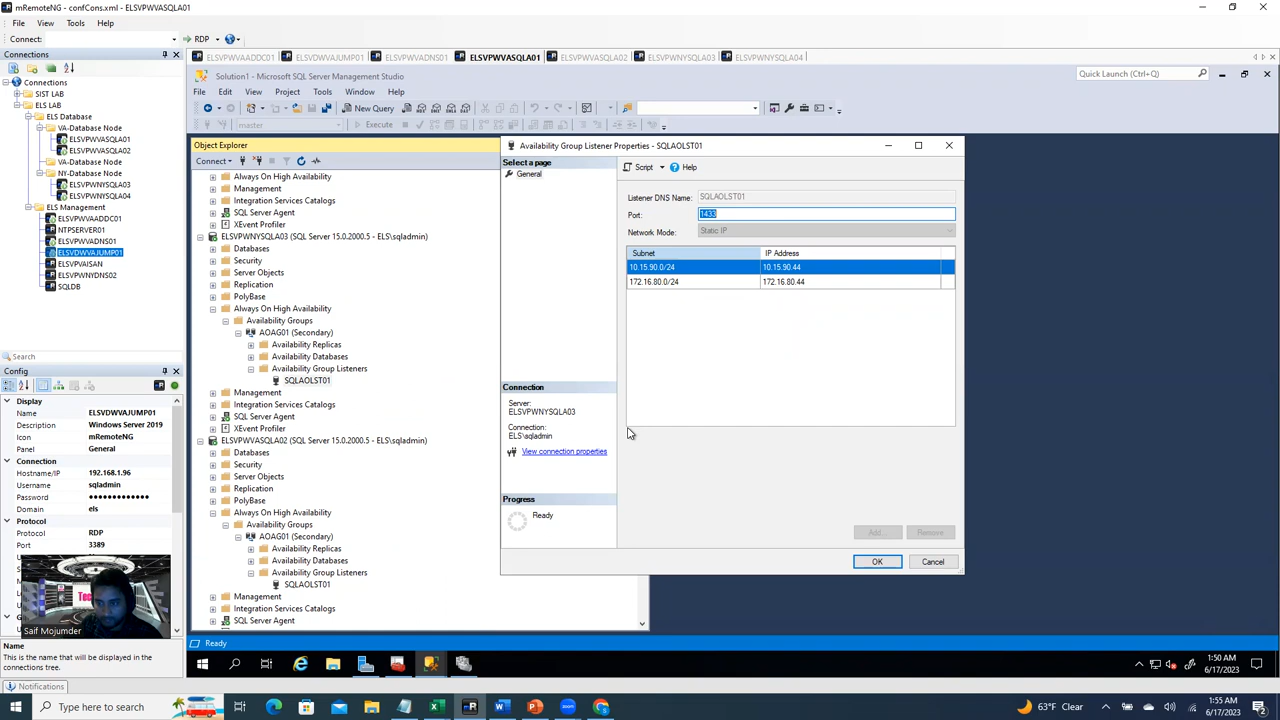 mRemoteNG - confCons.xml - ELSVPWVASQLA01
File View Tools Help
Connect: RDP
Connections
ELSVPWVAADDC01 ELSVDWVAJUMP01 ELSVPWVADNS01 ELSVPWVASQLA01 ELSVPWVASQLA02 ELSVPWNYSQLA03 ELSVPWNYSQLA04
Solution1 - Microsoft SQL Server Management Studio
Quick Launch (Ctrl+Q)
File Edit View Project Tools Window Help
New Query
master Execute
Connections
SIST LAB
ELS LAB
ELS Database
VA-Database Node
ELSVPWVASQLA01
ELSVPWVASQLA02
VA-Database Node
NY-Database Node
ELSVPWNYSQLA03
ELSVPWNYSQLA04
ELS Management
ELSVPWVAADDC01
NTPSERVER01
ELSVPWVADNS01
ELSVDWVAJUMP01
ELSVPVAISAN
ELSVPWNYDNS02
SQLDB
Search
Config
Display
Name ELSVDWVAJUMP01
Description Windows Server 2019
Icon mRemoteNG
Panel General
Connection
Hostname/IP 192.168.1.96
Username sqladmin
Password ●●●●●●●●●●●●
Domain els
Protocol
Protocol RDP
Port 3389
Saif Mojumder
Name
This is the name that will be displayed in the connections tree.
Notifications
Object Explorer
Connect
Always On High Availability
Management
Integration Services Catalogs
SQL Server Agent
XEvent Profiler
ELSVPWNYSQLA03 (SQL Server 15.0.2000.5 - ELS\sqladmin)
Databases
Security
Server Objects
Replication
PolyBase
Always On High Availability
Availability Groups
AOAG01 (Secondary)
Availability Replicas
Availability Databases
Availability Group Listeners
SQLAOLST01
Management
Integration Services Catalogs
SQL Server Agent
XEvent Profiler
ELSVPWVASQLA02 (SQL Server 15.0.2000.5 - ELS\sqladmin)
Databases
Security
Server Objects
Replication
PolyBase
Always On High Availability
Availability Groups
AOAG01 (Secondary)
Availability Replicas
Availability Databases
Availability Group Listeners
SQLAOLST01
Management
Integration Services Catalogs
SQL Server Agent
Ready
Availability Group Listener Properties - SQLAOLST01
Select a page
General
Script Help
Listener DNS Name: SQLAOLST01
Port: 1433
Network Mode: Static IP
Subnet IP Address
10.15.90.0/24 10.15.90.44
172.16.80.0/24 172.16.80.44
Connection
Server:
ELSVPWNYSQLA03
Connection:
ELS\sqladmin
View connection properties
Progress
Ready
Add... Remove
OK Cancel
1:50 AM
6/17/2023
Type here to search
63°F Clear
1:55 AM
6/17/2023